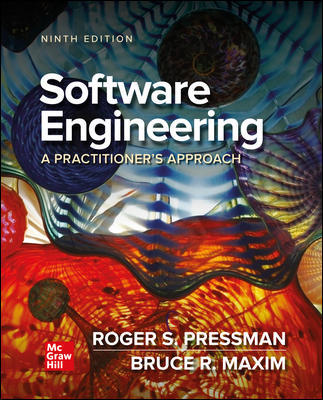 NINTH EDITION
Software
Engineering
A PRACTITIONER'S APPROACH
Mc
Graw
Hill
ROGER S. PRESSMAN
BRUCE R. MAXIM